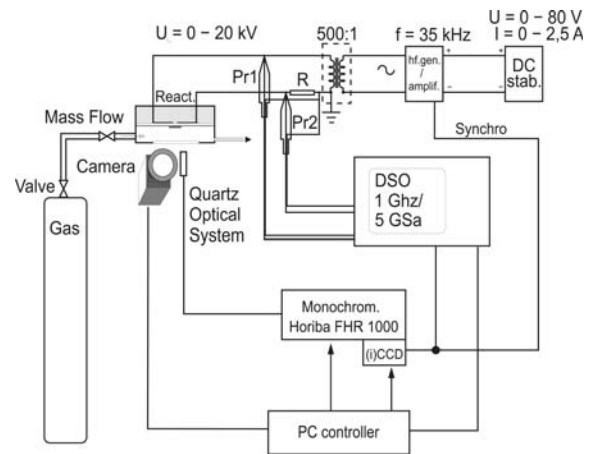 U = 0 – 80 V
I = 0 – 2,5 A
U = 0 – 20 kV
500:1
f = 35 kHz
hf.gen.
/
amplif.
+
+
−
−
DC
stab.
Pr1
R
React.
Mass Flow
Pr2
Synchro
Camera
Valve
Gas
Quartz
Optical
System
DSO
1 Ghz/
5 GSa
Monochrom.
Horiba FHR 1000
(i)CCD
PC controller